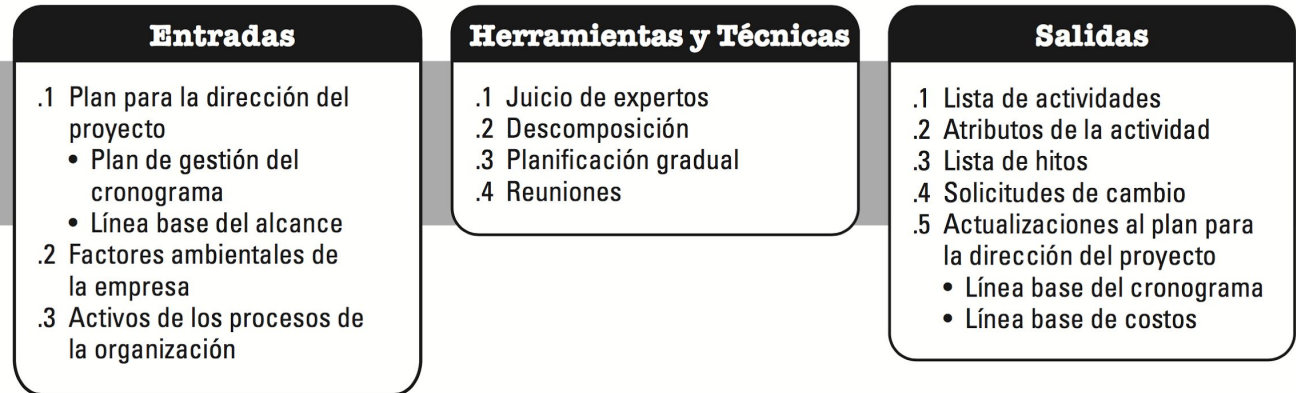 Entradas
.1 Plan para la dirección del
proyecto
• Plan de gestión del
cronograma
• Línea base del alcance
.2 Factores ambientales de
la empresa
.3 Activos de los procesos de
la organización
Herramientas y Técnicas
.1 Juicio de expertos
.2 Descomposición
.3 Planificación gradual
.4 Reuniones
Salidas
.1 Lista de actividades
.2 Atributos de la actividad
.3 Lista de hitos
.4 Solicitudes de cambio
.5 Actualizaciones al plan para
la dirección del proyecto
• Línea base del cronograma
• Línea base de costos